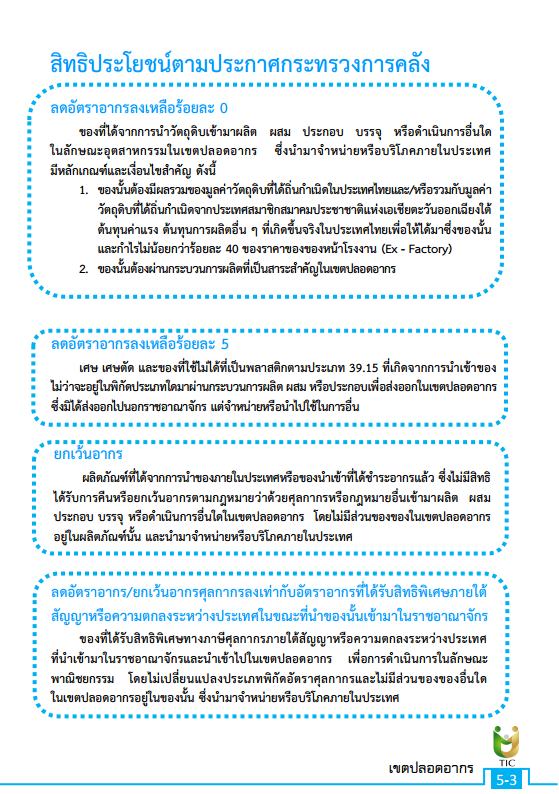 สิทธิประโยชน์ตามประกาศกระทรวงการคลัง
ลดอัตราอากรลงเหลือร้อยละ 0
ของที่ได้จากการนำวัตถุดิบเข้ามาผลิต ผสม ประกอบ บรรจุ หรือดำเนินการอื่นใด
ในลักษณะอุตสาหกรรมในเขตปลอดอากร ซึ่งนำมาจำหน่ายหรือบริโภคภายในประเทศ
มีหลักเกณฑ์และเงื่อนไขสำคัญ ดังนี้
1. ของนั้นต้องมีผลรวมของมูลค่าวัตถุดิบที่ได้ถิ่นกำเนิดในประเทศไทยและ/หรือรวมกับมูลค่า
วัตถุดิบที่ได้ถิ่นกำเนิดจากประเทศสมาชิกสมาคมประชาชาติแห่งเอเชียตะวันออกเฉียงใต้
ต้นทุนค่าแรง ต้นทุนการผลิตอื่น ๆ ที่เกิดขึ้นจริงในประเทศไทยเพื่อให้ได้มาซึ่งของนั้น
และกำไรไม่น้อยกว่าร้อยละ 40 ของราคาของของหน้าโรงงาน (Ex - Factory)
2. ของนั้นต้องผ่านกระบวนการผลิตที่เป็นสาระสำคัญในเขตปลอดอากร
ลดอัตราอากรลงเหลือร้อยละ 5
เศษ เศษตัด และของที่ใช้ไม่ได้ที่เป็นพลาสติกตามประเภท 39.15 ที่เกิดจากการนำเข้าของ
ไม่ว่าจะอยู่ในพิกัดประเภทใดมาผ่านกระบวนการผลิต ผสม หรือประกอบเพื่อส่งออกในเขตปลอดอากร
ซึ่งมิได้ส่งออกไปนอกราชอาณาจักร แต่จำหน่ายหรือนำไปใช้ในการอื่น
ยกเว้นอากร
ผลิตภัณฑ์ที่ได้จากการนำของภายในประเทศหรือของนำเข้าที่ได้ชำระอากรแล้ว ซึ่งไม่มีสิทธิ
ได้รับการคืนหรือยกเว้นอากรตามกฎหมายว่าด้วยศุลกากรหรือกฎหมายอื่นเข้ามาผลิต ผสม
ประกอบ บรรจุ หรือดำเนินการอื่นใดในเขตปลอดอากร โดยไม่มีส่วนของของในเขตปลอดอากร
อยู่ในผลิตภัณฑ์นั้น และนำมาจำหน่ายหรือบริโภคภายในประเทศ
ลดอัตราอากร/ยกเว้นอากรศุลกากรลงเท่ากับอัตราอากรที่ได้รับสิทธิพิเศษภายใต้
สัญญาหรือความตกลงระหว่างประเทศในขณะที่นำของนั้นเข้ามาในราชอาณาจักร
ของที่ได้รับสิทธิพิเศษทางภาษีศุลกากรภายใต้สัญญาหรือความตกลงระหว่างประเทศ
ที่นำเข้ามาในราชอาณาจักรและนำเข้าไปในเขตปลอดอากร เพื่อการดำเนินการในลักษณะ
พาณิชยกรรม โดยไม่เปลี่ยนแปลงประเภทพิกัดอัตราศุลกากรและไม่มีส่วนของของอื่นใด
ในเขตปลอดอากรอยู่ในของนั้น ซึ่งนำมาจำหน่ายหรือบริโภคภายในประเทศ
TIC
เขตปลอดอากร
5-3